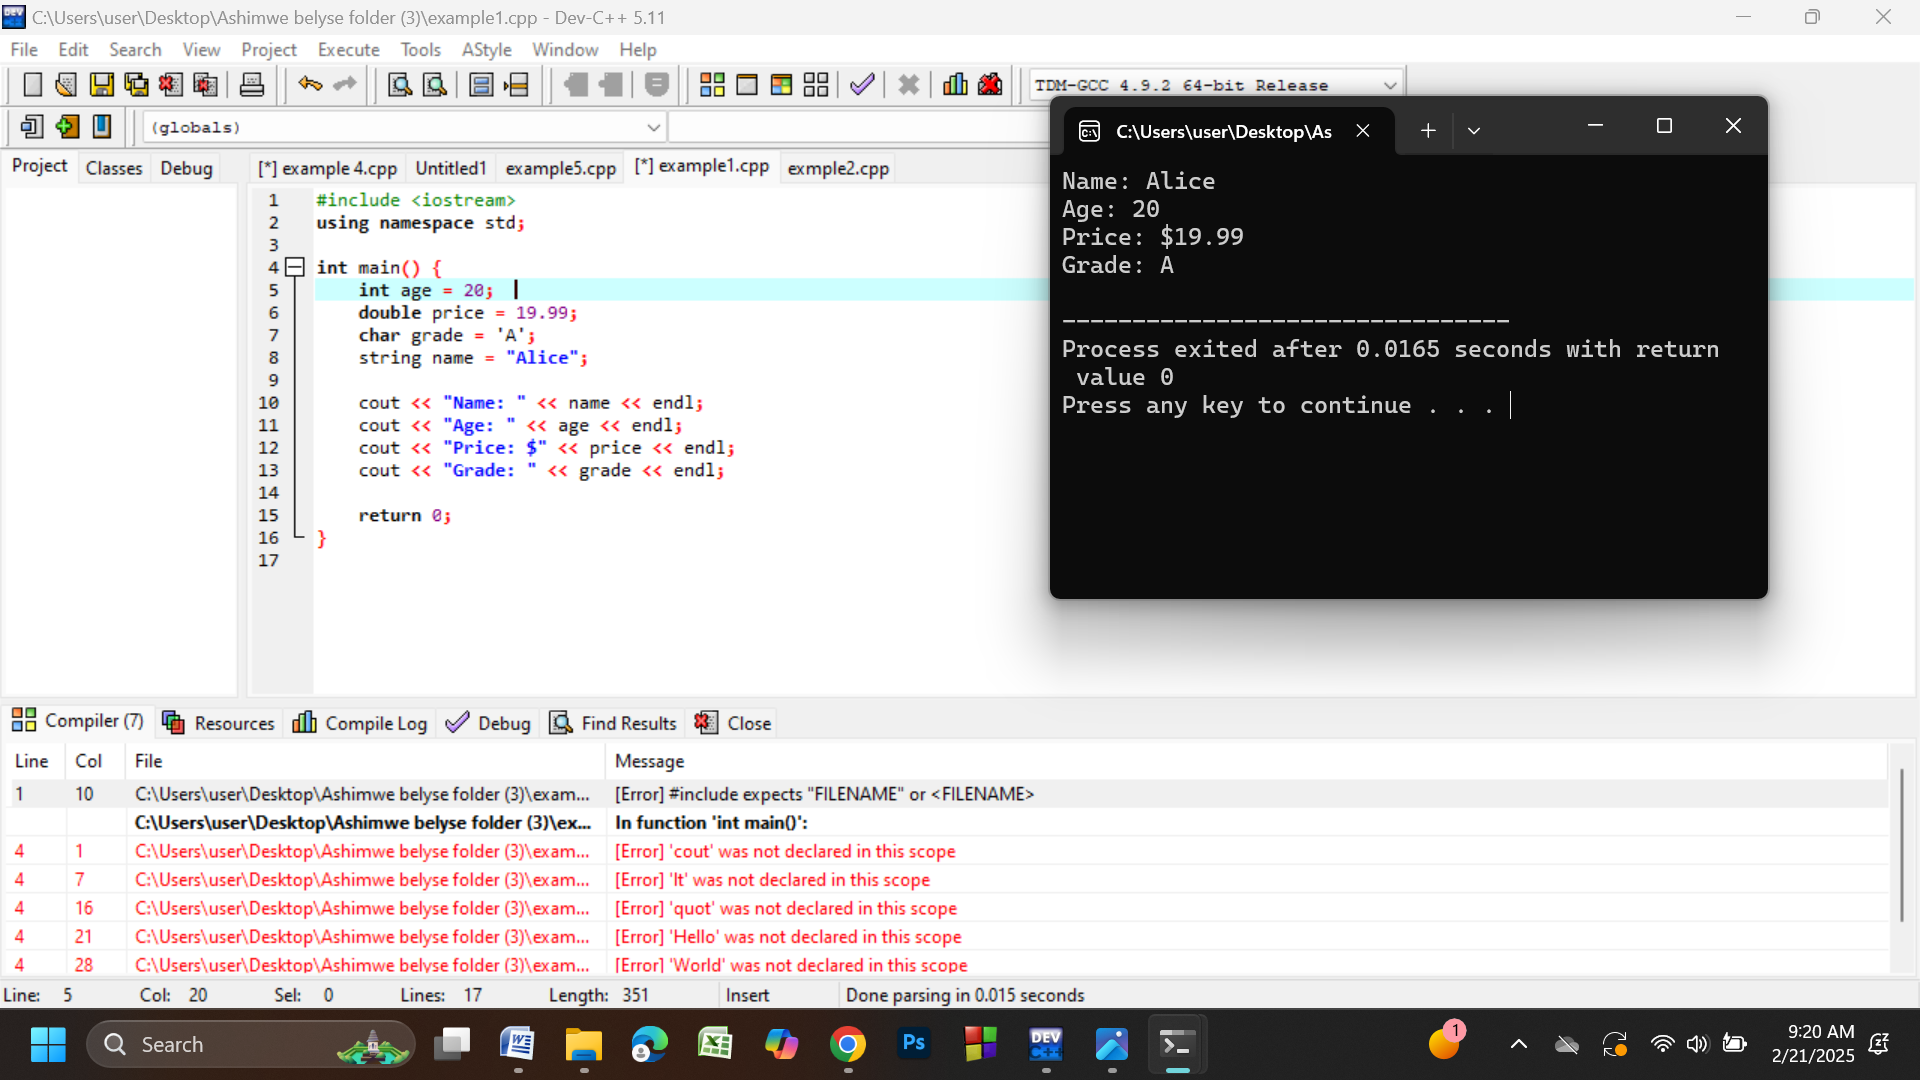 C:\Users\user\Desktop\Ashimwe belyse folder (3)\example1.cpp - Dev-C++ 5.11
File Edit Search View Project Execute Tools AStyle Window Help
TDM-GCC 4.9.2 64-bit Release
(globals)
Project Classes Debug
[*] example 4.cpp Untitled1 example5.cpp [*] example1.cpp exmple2.cpp
1 #include <iostream>
2 using namespace std;
3
4 int main() {
5 int age = 20;
6 double price = 19.99;
7 char grade = 'A';
8 string name = "Alice";
9
10 cout << "Name: " << name << endl;
11 cout << "Age: " << age << endl;
12 cout << "Price: $" << price << endl;
13 cout << "Grade: " << grade << endl;
14
15 return 0;
16 }
17
C:\Users\user\Desktop\As
Name: Alice
Age: 20
Price: $19.99
Grade: A
--------------------------------
Process exited after 0.0165 seconds with return
value 0
Press any key to continue . . .
Compiler (7) Resources Compile Log Debug Find Results Close
Line Col File Message
1 10 C:\Users\user\Desktop\Ashimwe belyse folder (3)\exam... [Error] #include expects "FILENAME" or <FILENAME>
C:\Users\user\Desktop\Ashimwe belyse folder (3)\ex... In function 'int main()':
4 1 C:\Users\user\Desktop\Ashimwe belyse folder (3)\exam... [Error] 'cout' was not declared in this scope
4 7 C:\Users\user\Desktop\Ashimwe belyse folder (3)\exam... [Error] 'lt' was not declared in this scope
4 16 C:\Users\user\Desktop\Ashimwe belyse folder (3)\exam... [Error] 'quot' was not declared in this scope
4 21 C:\Users\user\Desktop\Ashimwe belyse folder (3)\exam... [Error] 'Hello' was not declared in this scope
4 28 C:\Users\user\Desktop\Ashimwe belyse folder (3)\exam... [Error] 'World' was not declared in this scope
Line: 5 Col: 20 Sel: 0 Lines: 17 Length: 351 Insert Done parsing in 0.015 seconds
Search
Ps
DEV
C++
1
9:20 AM
2/21/2025